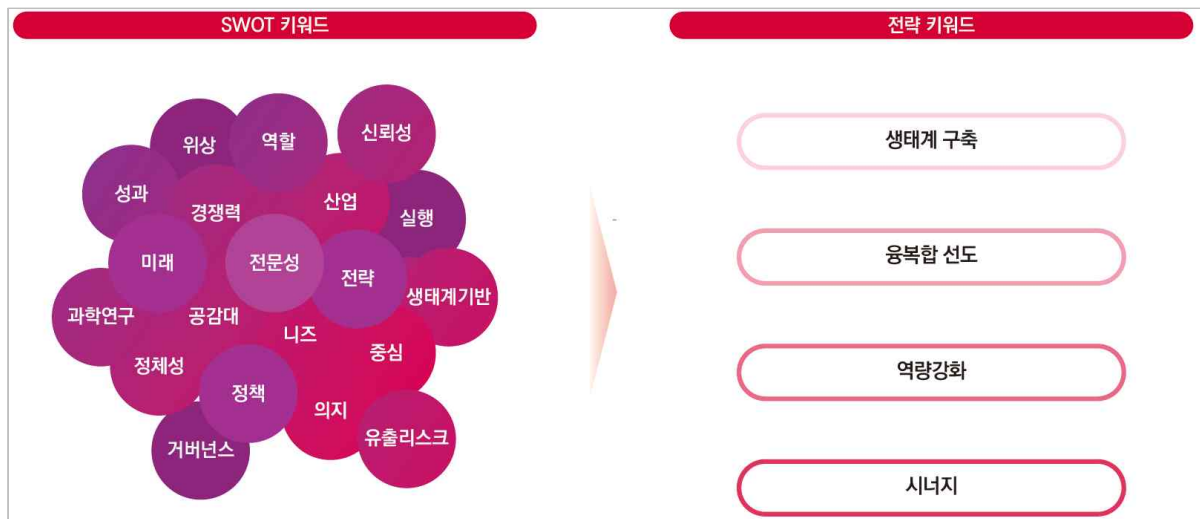 SWOT 키워드
전략 키워드
위상
역할
신뢰성
성과
경쟁력
산업
실행
미래
전문성
전략
생태계기반
과학연구
공감대
니즈
중심
정체성
정책
의지
유출리스크
거버넌스
생태계 구축
융복합 선도
역량강화
시너지